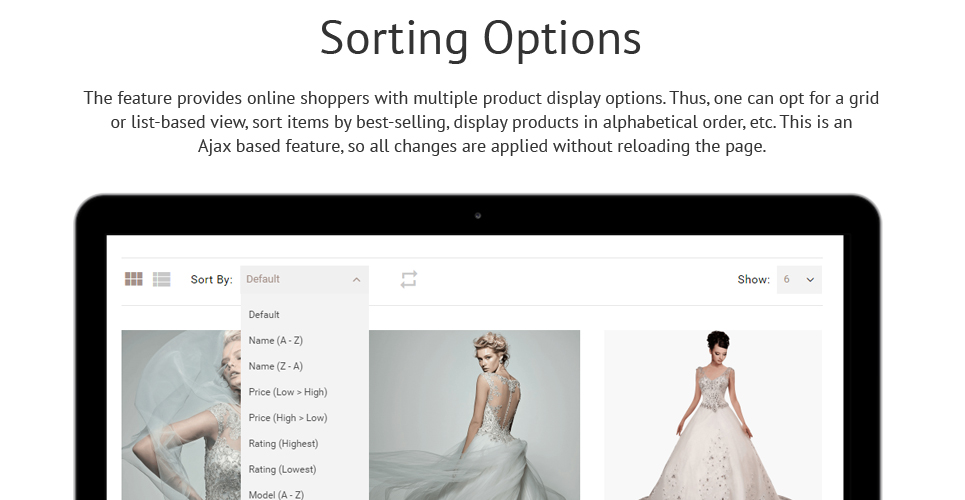 Sorting Options
The feature provides online shoppers with multiple product display options. Thus, one can opt for a grid
or list-based view, sort items by best-selling, display products in alphabetical order, etc. This is an
Ajax based feature, so all changes are applied without reloading the page.
Sort By: Default Show: 6
Default
Name (A - Z)
Name (Z - A)
Price (Low > High)
Price (High > Low)
Rating (Highest)
Rating (Lowest)
Model (A - Z)